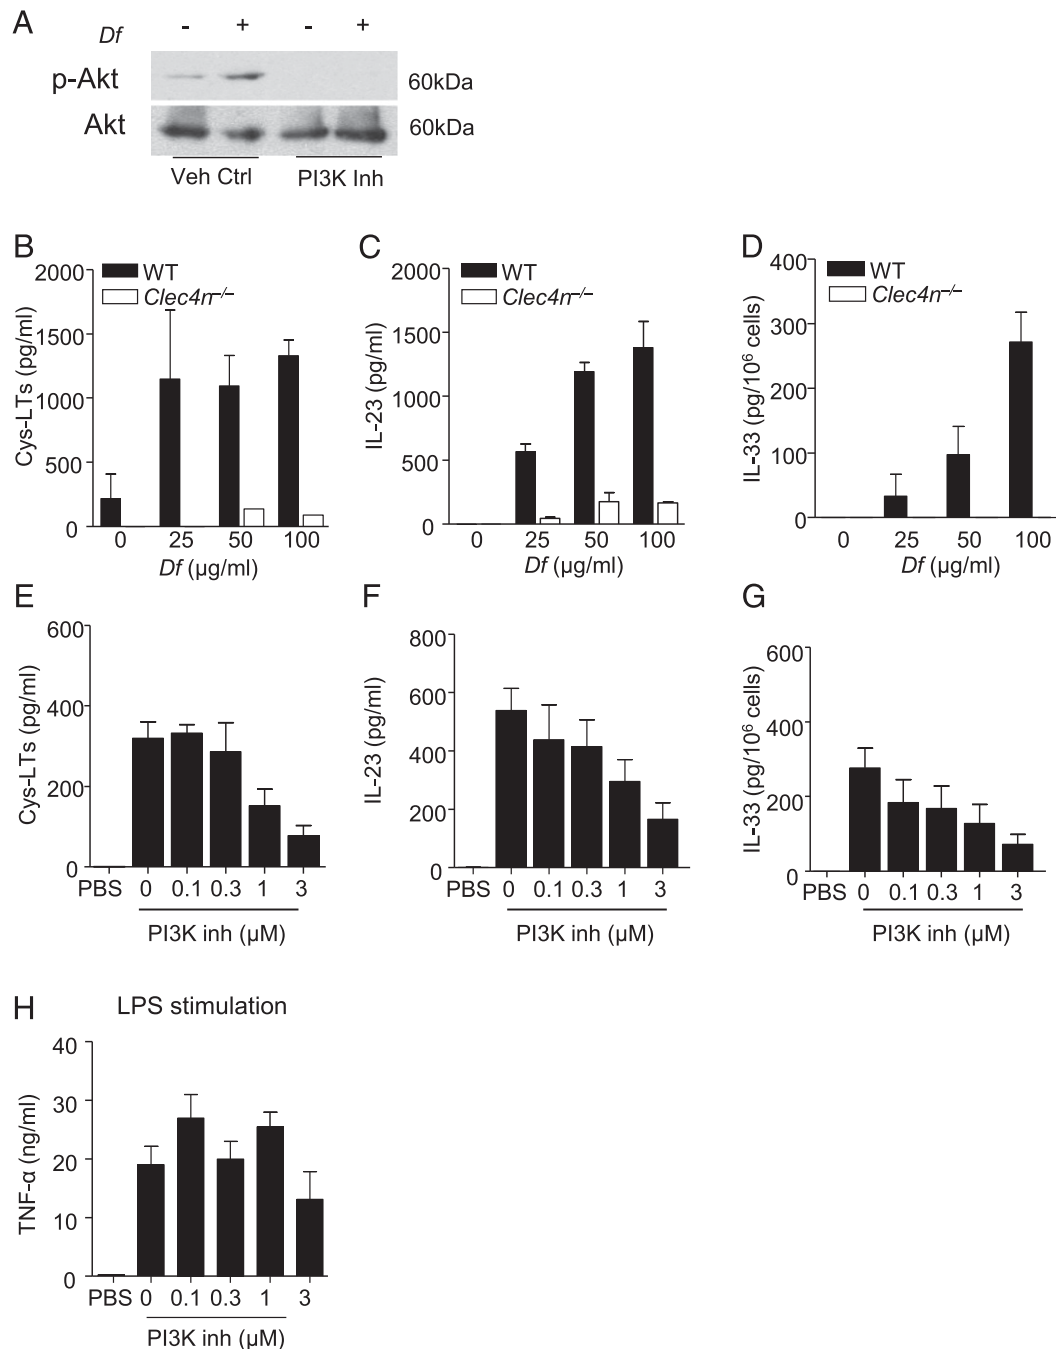 A
Df - + - +
p-Akt 60kDa
Akt 60kDa
Veh Ctrl PI3K Inh
B
WT
Clec4n−/−
Cys-LTs (pg/ml)
2000
1500
1000
500
0
0 25 50 100
Df (µg/ml)
C
WT
Clec4n−/−
IL-23 (pg/ml)
2000
1500
1000
500
0
0 25 50 100
Df (µg/ml)
D
WT
Clec4n−/−
IL-33 (pg/10⁶ cells)
400
300
200
100
0
0 25 50 100
Df (µg/ml)
E
Cys-LTs (pg/ml)
600
400
200
0
PBS 0 0.1 0.3 1 3
PI3K inh (µM)
F
IL-23 (pg/ml)
800
600
400
200
0
PBS 0 0.1 0.3 1 3
PI3K inh (µM)
G
IL-33 (pg/10⁶ cells)
600
400
200
0
PBS 0 0.1 0.3 1 3
PI3K inh (µM)
H
LPS stimulation
TNF-α (ng/ml)
40
30
20
10
0
PBS 0 0.1 0.3 1 3
PI3K inh (µM)